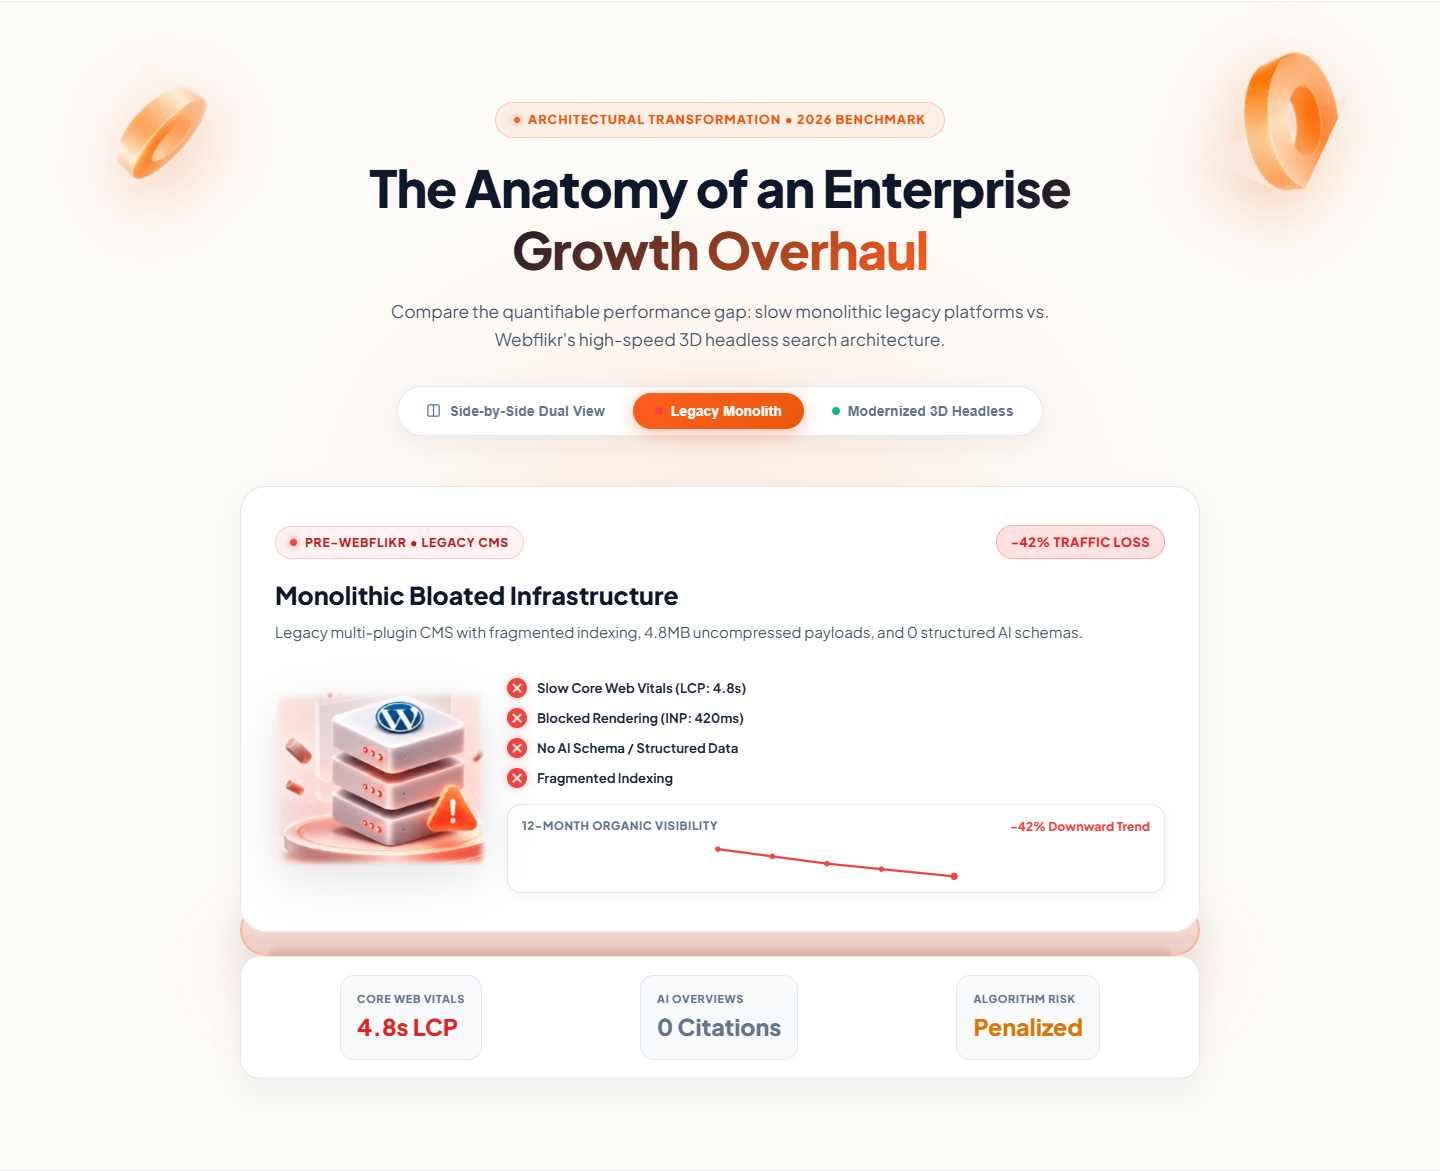 ARCHITECTURAL TRANSFORMATION ● 2026 BENCHMARK
The Anatomy of an Enterprise
Growth Overhaul
Compare the quantifiable performance gap: slow monolithic legacy platforms vs.
Webflikr's high-speed 3D headless search architecture.
Side-by-Side Dual View
Legacy Monolith
Modernized 3D Headless
PRE-WEBFLIKR ● LEGACY CMS
-42% TRAFFIC LOSS
Monolithic Bloated Infrastructure
Legacy multi-plugin CMS with fragmented indexing, 4.8MB uncompressed payloads, and 0 structured AI schemas.
W
!
Slow Core Web Vitals (LCP: 4.8s)
Blocked Rendering (INP: 420ms)
No AI Schema / Structured Data
Fragmented Indexing
12-MONTH ORGANIC VISIBILITY
-42% Downward Trend
CORE WEB VITALS
4.8s LCP
AI OVERVIEWS
0 Citations
ALGORITHM RISK
Penalized